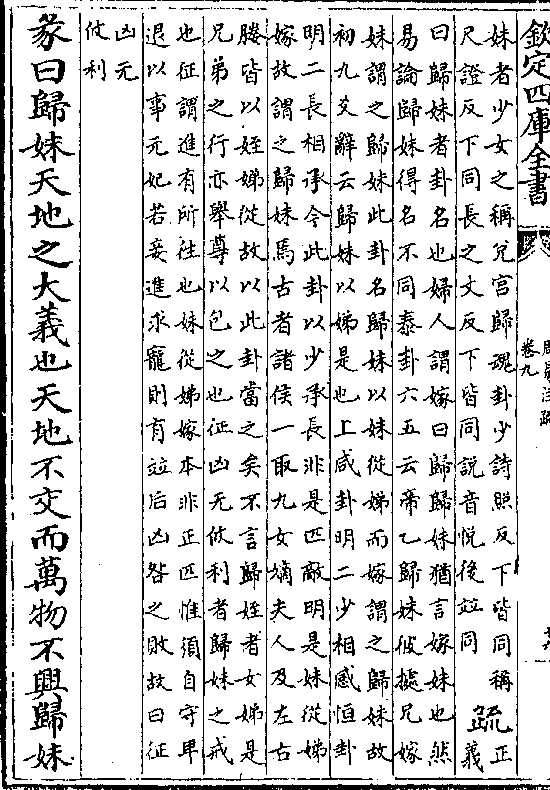 欽定四庫全書
卷九
妹者少女之稱兌宮歸魂卦少詩照反下皆同稱
尺證反下同長之丈反下皆同說音悅後竝同
疏
正
義
曰歸妹者卦名也婦人謂嫁曰歸歸妹猶言嫁妹也然
易論歸妹得名不同泰卦六五云帝乙歸妹彼據兄嫁
妹謂之歸妹此卦名歸妹以妹從娣而嫁謂之歸妹故
初九爻辭云歸妹以娣是也上咸卦明二少相感恒卦
明二長相承今此卦以少承長非是匹敵明是妹從娣
嫁故謂之歸妹焉古者諸侯一取九女嫡夫人及左右
媵皆以姪娣從故以此卦當之矣不言歸姪者女娣是
兄弟之行亦舉尊以包之也征凶无攸利者歸妹之戒
也征謂進有所往也妹從娣嫁本非正匹惟須自守卑
退以事元妃若妾進求寵則有竝后凶咎之敗故曰征
凶无
攸利
彖曰歸妹天地之大義也天地不交而萬物不興歸妹